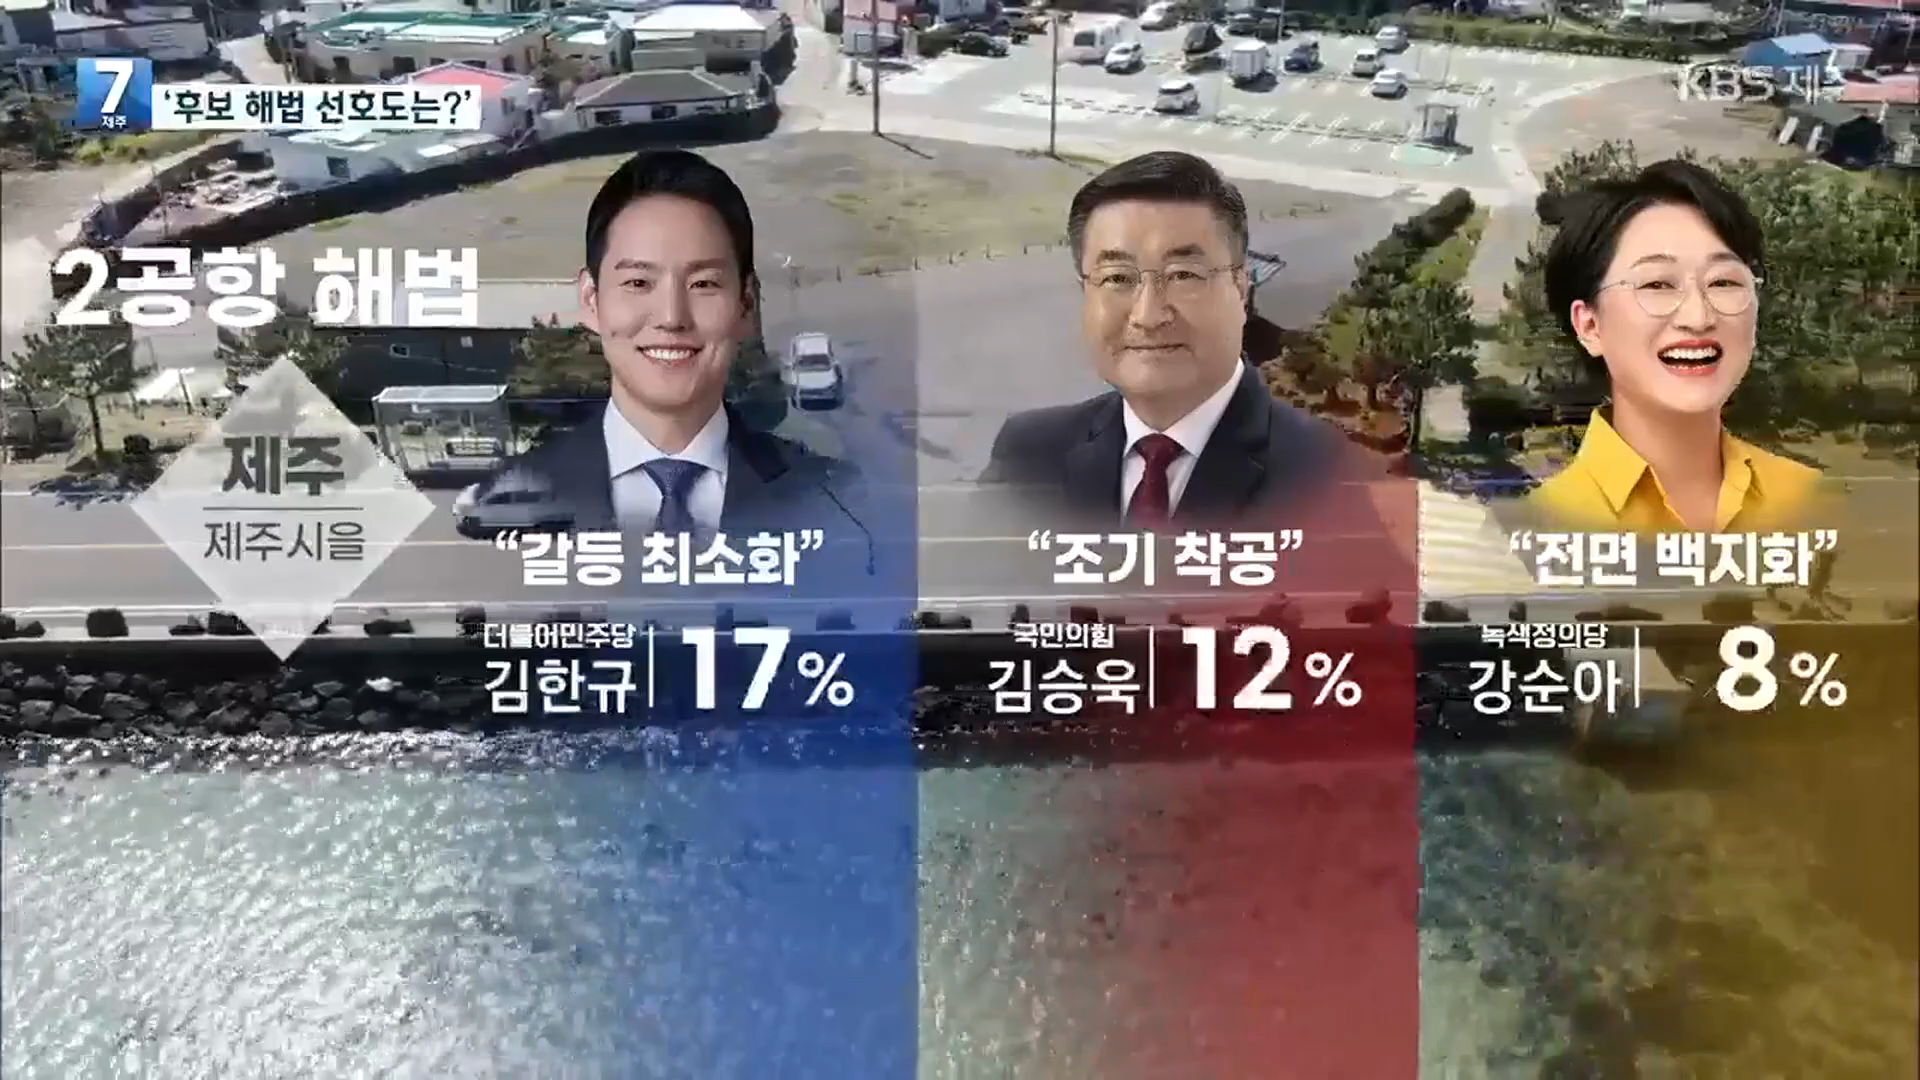 7
제주
‘후보 해법 선호도는?’
KBS 제주
2공항 해법
제주
제주시을
“갈등 최소화”
더불어민주당
김한규
17%
“조기 착공”
국민의힘
김승욱
12%
“전면 백지화”
녹색정의당
강순아
8%